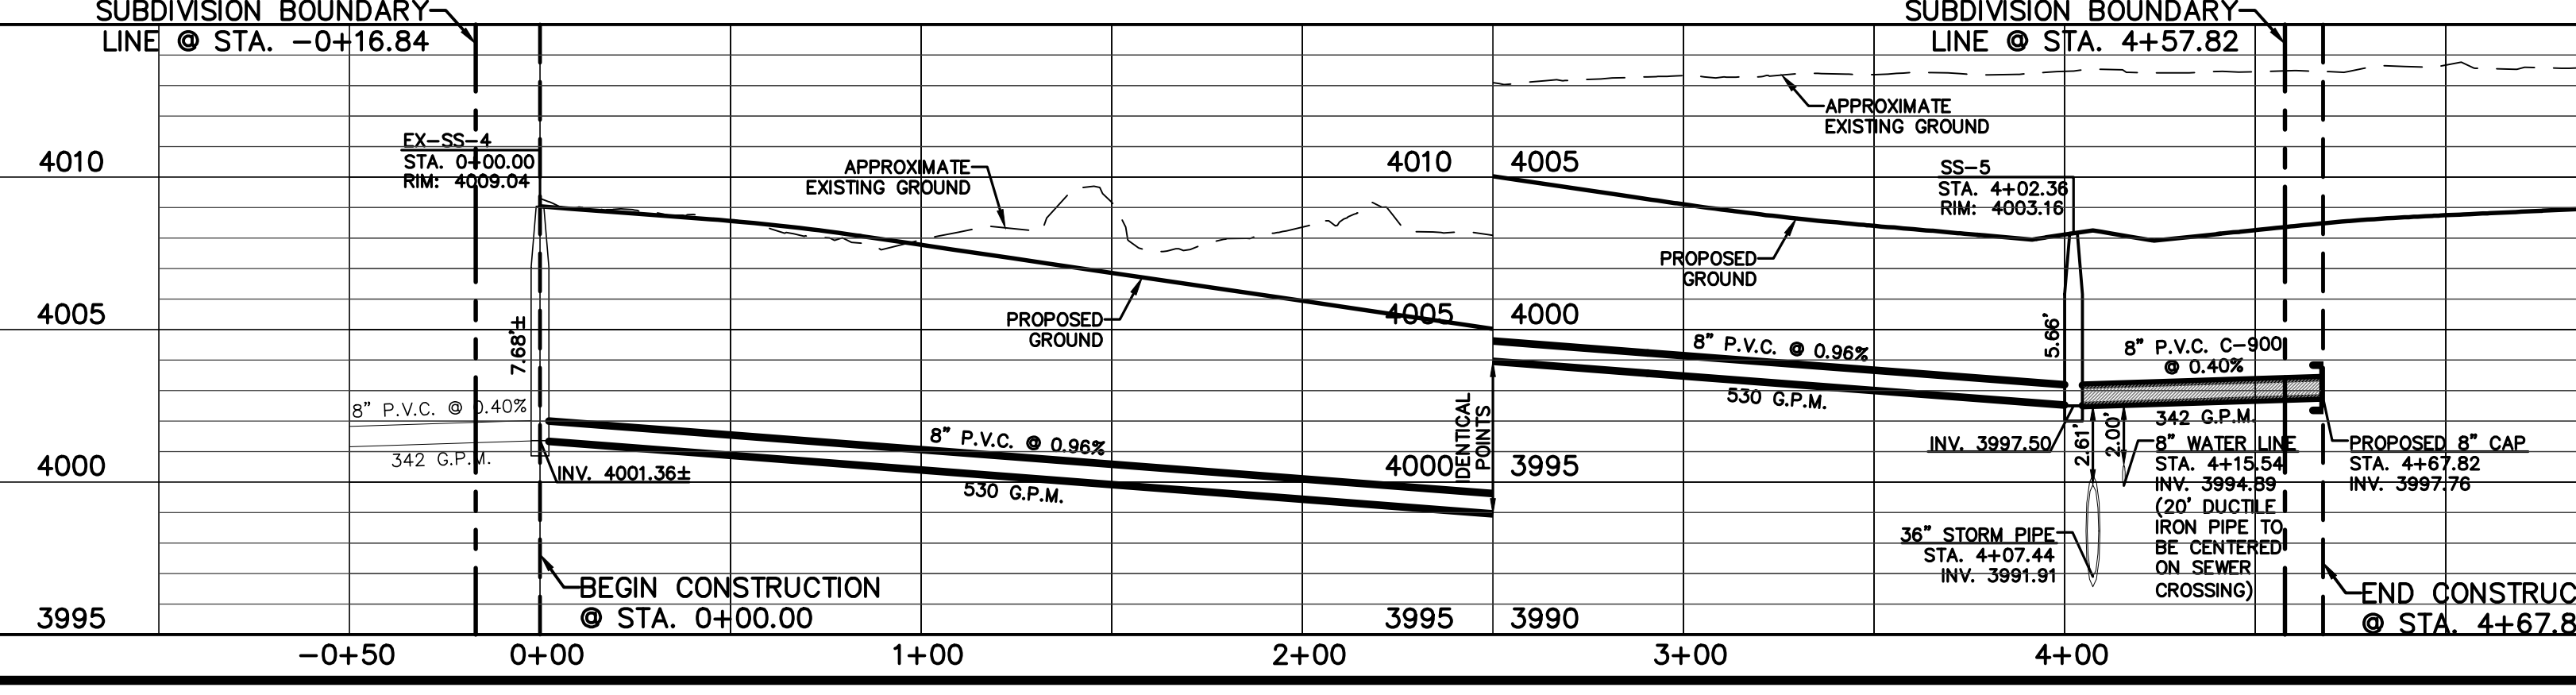 SUBDIVISION BOUNDARY
LINE @ STA. -0+16.84
SUBDIVISION BOUNDARY
LINE @ STA. 4+57.82
APPROXIMATE
EXISTING GROUND
EX-SS-4
STA. 0+00.00
RIM: 4009.04
4010
APPROXIMATE
EXISTING GROUND
4010
4005
SS-5
STA. 4+02.36
RIM: 4003.16
PROPOSED
GROUND
4005
7.68'±
PROPOSED
GROUND
4005
4000
8" P.V.C. @ 0.96%
530 G.P.M.
5.66'
8" P.V.C. C-900
@ 0.40%
342 G.P.M.
8" P.V.C. @ 0.40%
342 G.P.M.
INV. 4001.36±
8" P.V.C. @ 0.96%
530 G.P.M.
IDENTICAL
POINTS
4000
4000
3995
INV. 3997.50
2.61'
2.00'
8" WATER LINE
STA. 4+15.54
INV. 3994.89
(20' DUCTILE
IRON PIPE TO
BE CENTERED
ON SEWER
CROSSING)
PROPOSED 8" CAP
STA. 4+67.82
INV. 3997.76
36" STORM PIPE
STA. 4+07.44
INV. 3991.91
BEGIN CONSTRUCTION
@ STA. 0+00.00
END CONSTRUC
@ STA. 4+67.8
3995
3995
3990
-0+50
0+00
1+00
2+00
3+00
4+00